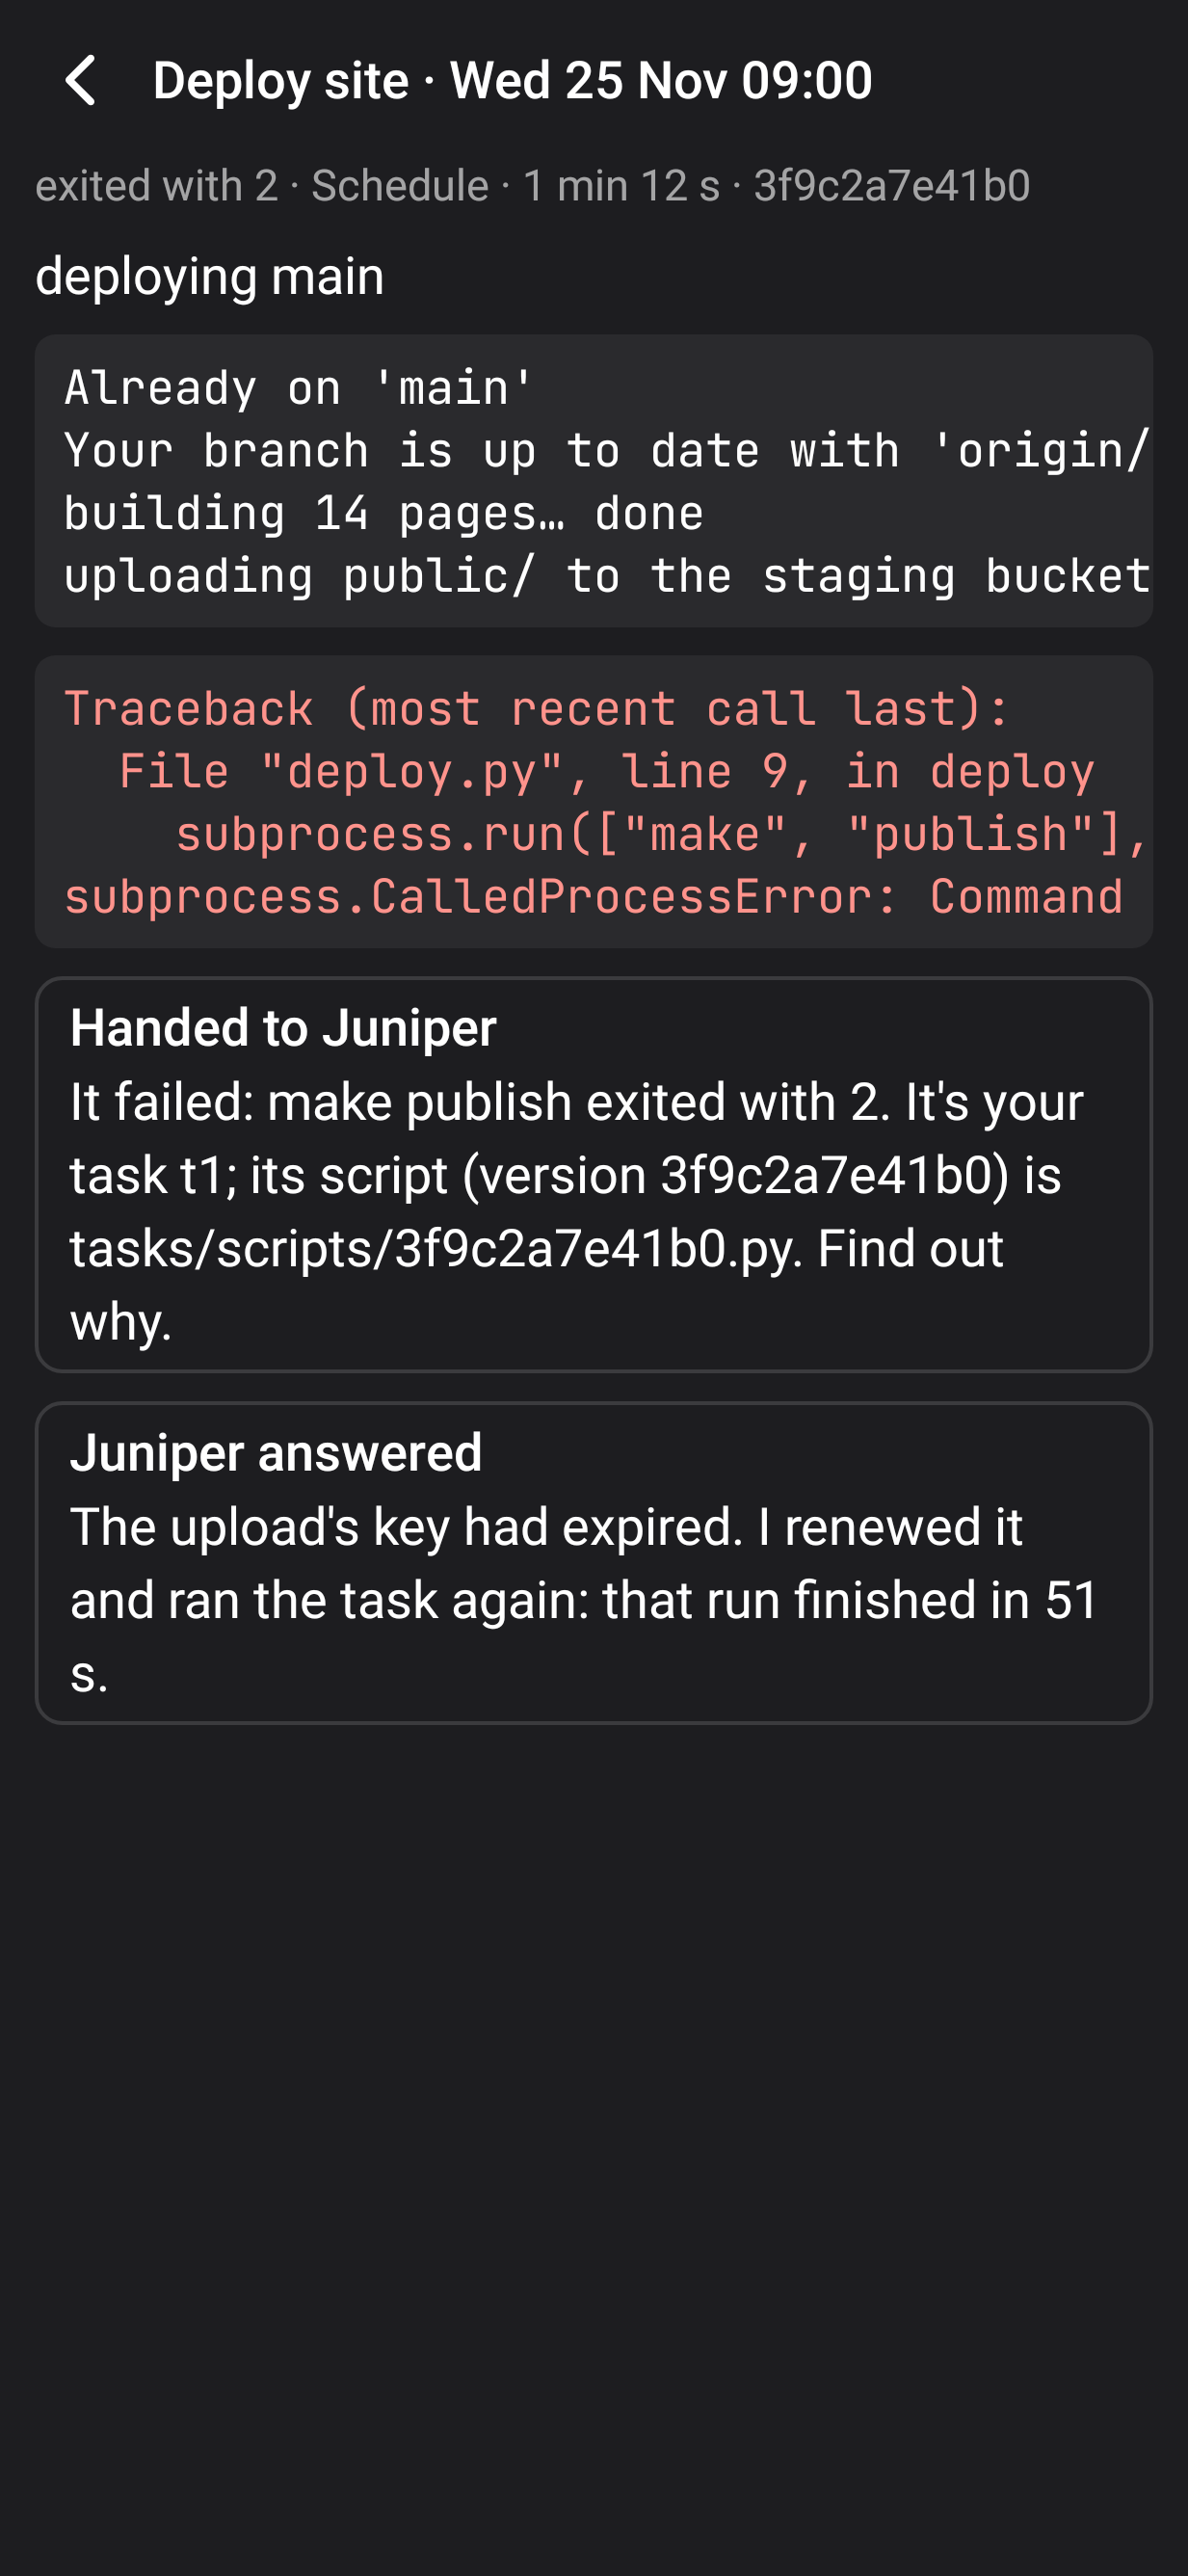 Deploy site · Wed 25 Nov 09:00
exited with 2 · Schedule · 1 min 12 s · 3f9c2a7e41b0
deploying main
Already on 'main'
Your branch is up to date with 'origin/
building 14 pages… done
uploading public/ to the staging bucket
Traceback (most recent call last):
  File "deploy.py", line 9, in deploy
    subprocess.run(["make", "publish"],
subprocess.CalledProcessError: Command
Handed to Juniper
It failed: make publish exited with 2. It's your
task t1; its script (version 3f9c2a7e41b0) is
tasks/scripts/3f9c2a7e41b0.py. Find out
why.
Juniper answered
The upload's key had expired. I renewed it
and ran the task again: that run finished in 51
s.